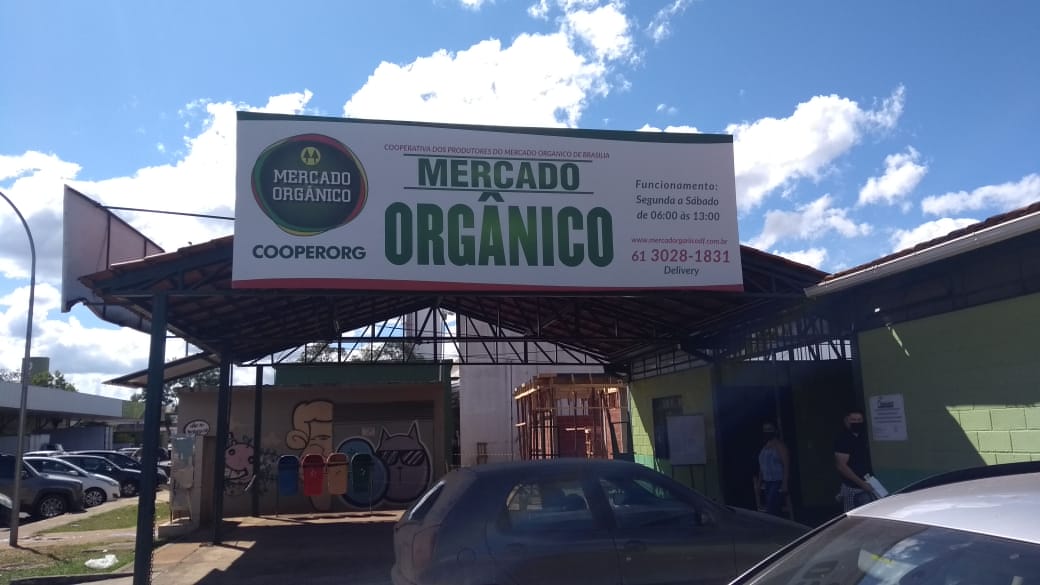 COOPERATIVA DOS PRODUTORES DO MERCADO ORGÂNICO DE BRASÍLIA
MERCADO
ORGÂNICO
MERCADO
ORGÂNICO
COOPERORG
Funcionamento:
Segunda a Sábado
de 06:00 às 13:00
www.mercadorganicodf.com.br
61 3028-1831
Delivery